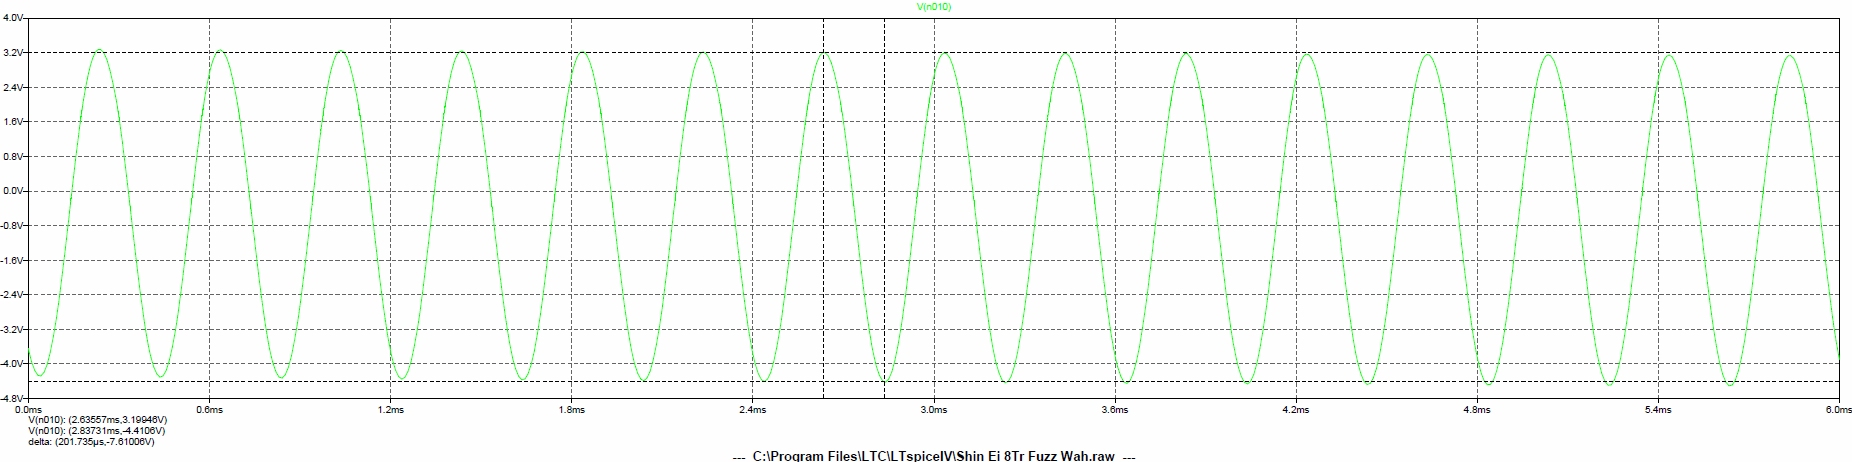 V(n010)
4.0V
3.2V
2.4V
1.6V
0.8V
0.0V
-0.8V
-1.6V
-2.4V
-3.2V
-4.0V
-4.8V
0.0ms 0.6ms 1.2ms 1.8ms 2.4ms 3.0ms 3.6ms 4.2ms 4.8ms 5.4ms 6.0ms
V(n010): (2.63557ms,3.19946V)
V(n010): (2.83731ms,-4.4106V)
delta: (201.735µs,-7.61006V)
--- C:\Program Files\LTC\LTspiceIV\Shin Ei 8Tr Fuzz Wah.raw ---